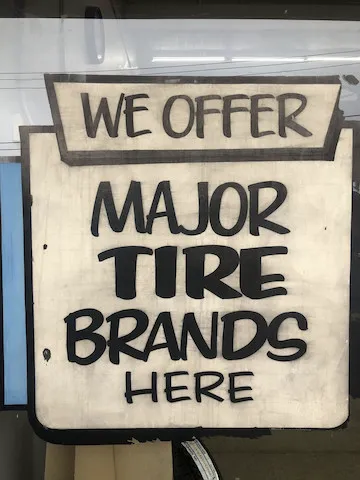 WE OFFER
MAJOR
TIRE
BRANDS
HERE